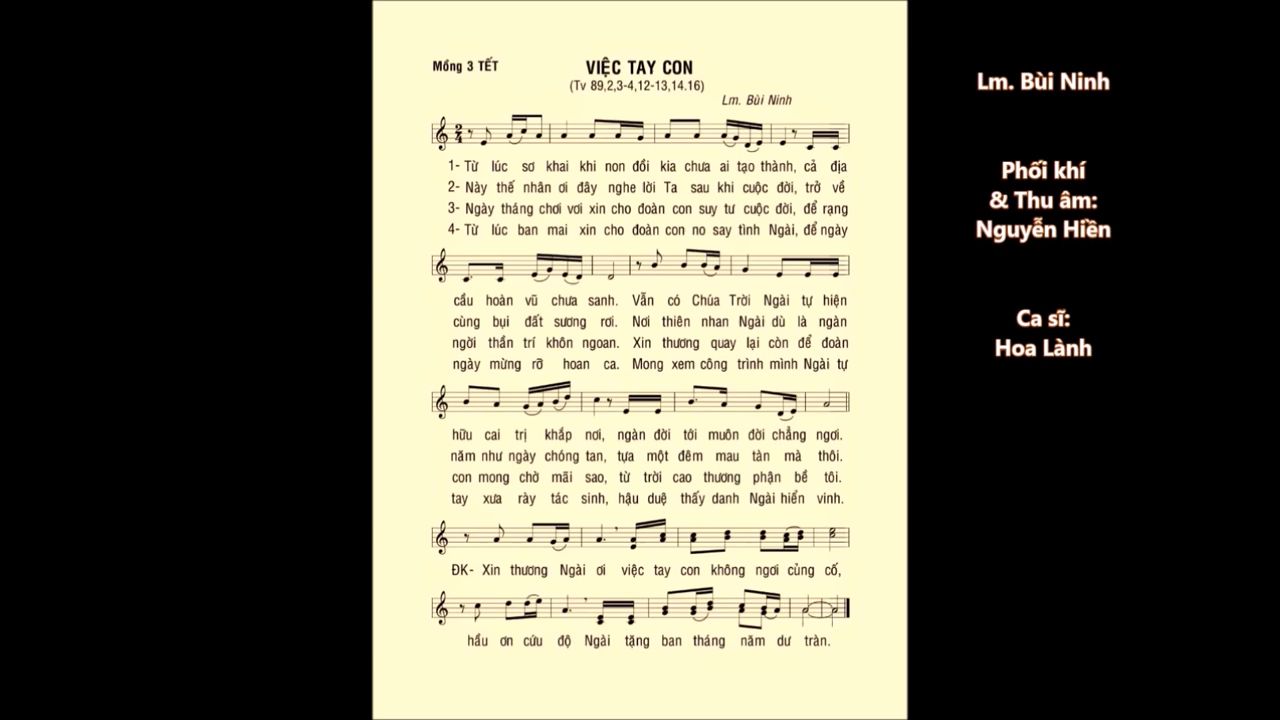 Mồng 3 TẾT
VIỆC TAY CON
(Tv 89,2,3-4,12-13,14.16)
Lm. Bùi Ninh
2
4
1- Từ lúc sơ khai khi non đồi kia chưa ai tạo thành, cả địa
2- Này thế nhân ơi đây nghe lời Ta sau khi cuộc đời, trở về
3- Ngày tháng chơi vơi xin cho đoàn con suy tư cuộc đời, để rạng
4- Từ lúc ban mai xin cho đoàn con no say tình Ngài, để ngày
cầu hoàn vũ chưa sanh. Vẫn có Chúa Trời Ngài tự hiện
cùng bụi đất sương rơi. Nơi thiên nhan Ngài dù là ngàn
ngời thần trí khôn ngoan. Xin thương quay lại còn để đoàn
ngày mừng rỡ hoan ca. Mong xem công trình mình Ngài tự
hữu cai trị khắp nơi, ngàn đời tới muôn đời chẳng ngơi.
năm như ngày chóng tan, tựa một đêm mau tàn mà thôi.
con mong chờ mãi sao, từ trời cao thương phận bề tôi.
tay xưa rày tác sinh, hậu duệ thấy danh Ngài hiển vinh.
ĐK- Xin thương Ngài ơi việc tay con không ngơi củng cố,
hầu ơn cứu độ Ngài tặng ban tháng năm dư tràn.
Lm. Bùi Ninh
Phối khí
& Thu âm:
Nguyễn Hiền
Ca sĩ:
Hoa Lành